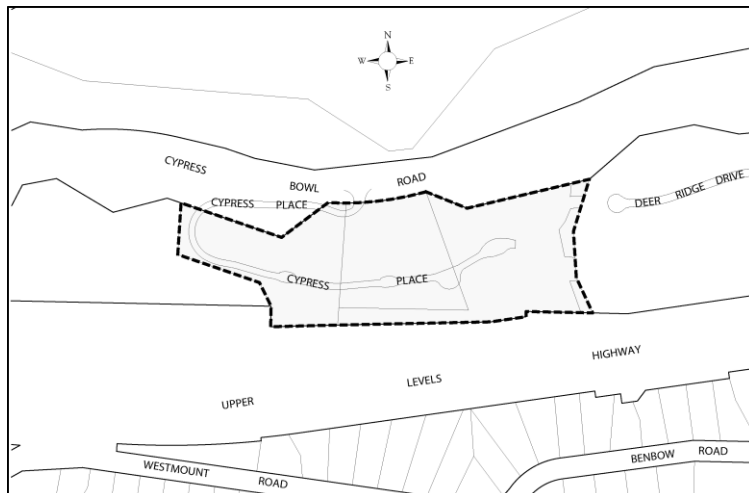 N
W E
S
CYPRESS BOWL ROAD
CYPRESS PLACE
DEER RIDGE DRIVE
CYPRESS PLACE
UPPER LEVELS HIGHWAY
WESTMOUNT ROAD
BENBOW ROAD